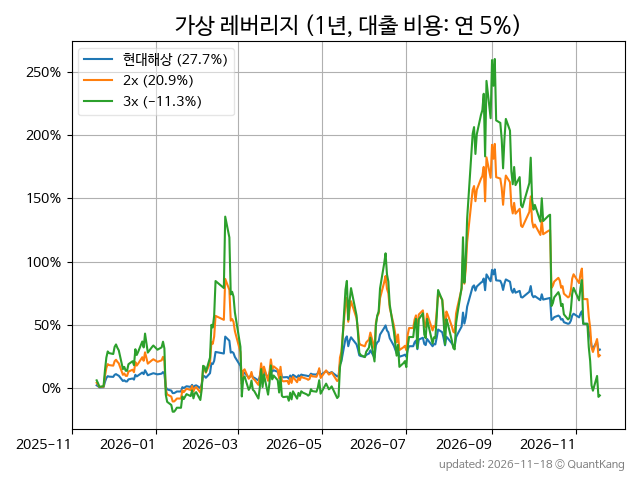 가상 레버리지 (1년, 대출 비용: 연 5%)
현대해상 (27.7%)
2x (20.9%)
3x (−11.3%)
250%
200%
150%
100%
50%
0%
2025-11 2026-01 2026-03 2026-05 2026-07 2026-09 2026-11
updated: 2026-11-18 © QuantKang